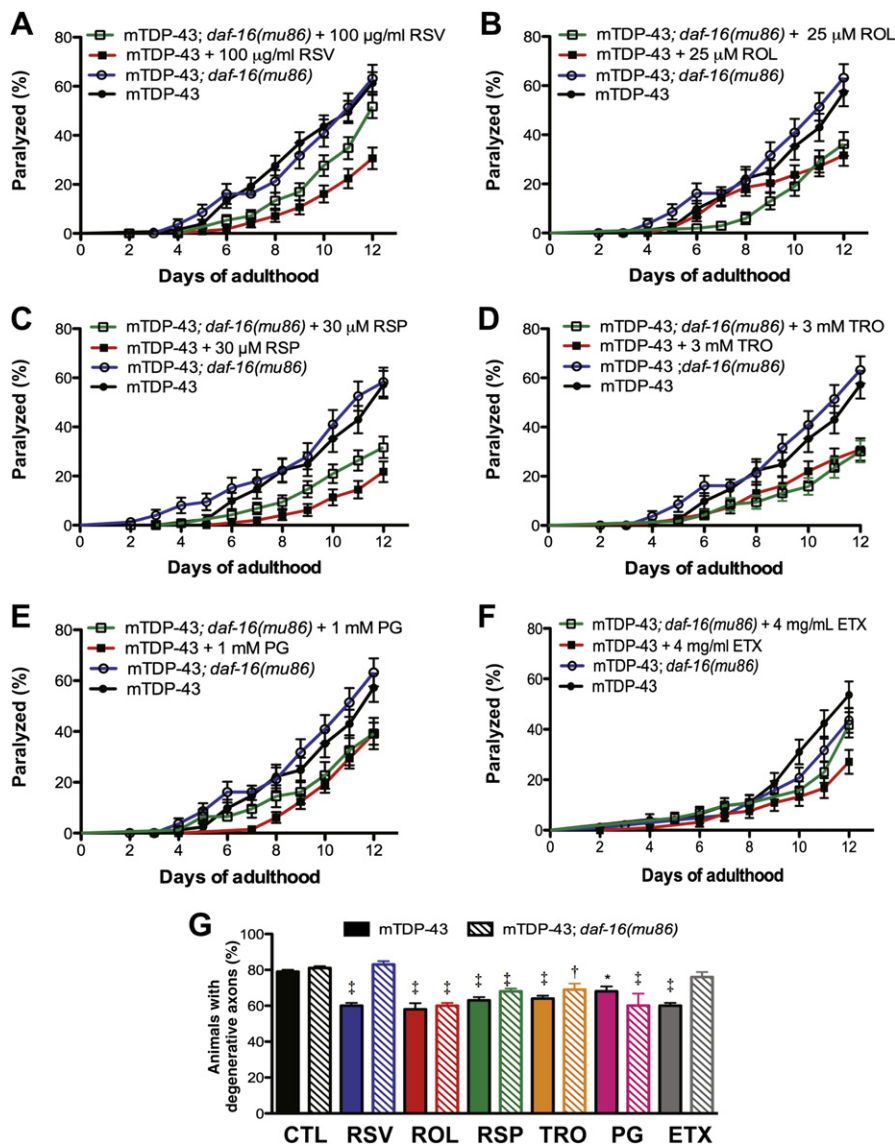 A
mTDP-43; daf-16(mu86) + 100 µg/ml RSV
mTDP-43 + 100 µg/ml RSV
mTDP-43; daf-16(mu86)
mTDP-43
Paralyzed (%)
80
60
40
20
0
0 2 4 6 8 10 12
Days of adulthood
B
mTDP-43; daf-16(mu86) + 25 µM ROL
mTDP-43 + 25 µM ROL
mTDP-43; daf-16(mu86)
mTDP-43
Paralyzed (%)
80
60
40
20
0
0 2 4 6 8 10 12
Days of adulthood
C
mTDP-43; daf-16(mu86) + 30 µM RSP
mTDP-43 + 30 µM RSP
mTDP-43; daf-16(mu86)
mTDP-43
Paralyzed (%)
80
60
40
20
0
0 2 4 6 8 10 12
Days of adulthood
D
mTDP-43; daf-16(mu86) + 3 mM TRO
mTDP-43 + 3 mM TRO
mTDP-43 ;daf-16(mu86)
mTDP-43
Paralyzed (%)
80
60
40
20
0
0 2 4 6 8 10 12
Days of adulthood
E
mTDP-43; daf-16(mu86) + 1 mM PG
mTDP-43 + 1 mM PG
mTDP-43; daf-16(mu86)
mTDP-43
Paralyzed (%)
80
60
40
20
0
0 2 4 6 8 10 12
Days of adulthood
F
mTDP-43; daf-16(mu86) + 4 mg/mL ETX
mTDP-43 + 4 mg/ml ETX
mTDP-43; daf-16(mu86)
mTDP-43
Paralyzed (%)
80
60
40
20
0
0 2 4 6 8 10 12
Days of adulthood
G
mTDP-43 mTDP-43; daf-16(mu86)
Animals with
degenerative axons (%)
100
80
60
40
20
0
‡ ‡ ‡ ‡ ‡ ‡ † * ‡ ‡
CTL RSV ROL RSP TRO PG ETX